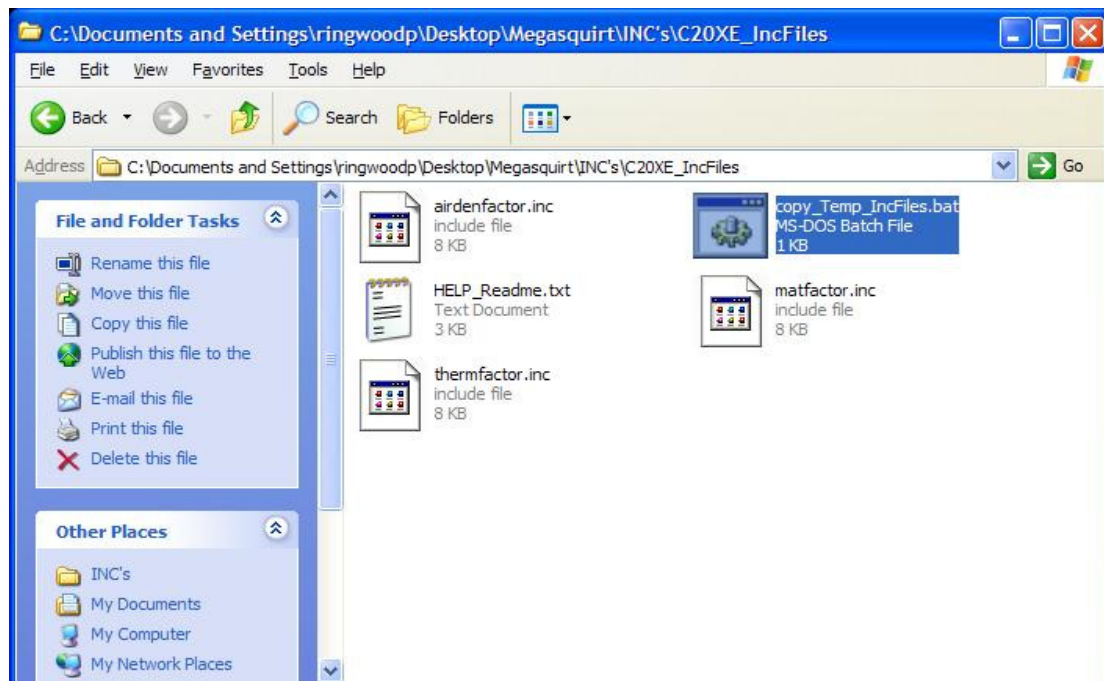 C:\Documents and Settings\ringwoodp\Desktop\Megasquirt\INC's\C20XE_IncFiles
File Edit View Favorites Tools Help
Back Search Folders
Address C:\Documents and Settings\ringwoodp\Desktop\Megasquirt\INC's\C20XE_IncFiles Go
File and Folder Tasks
Rename this file
Move this file
Copy this file
Publish this file to the
Web
E-mail this file
Print this file
Delete this file
Other Places
INC's
My Documents
My Computer
My Network Places
airdenfactor.inc
include file
8 KB
copy_Temp_IncFiles.bat
MS-DOS Batch File
1 KB
HELP_Readme.txt
Text Document
3 KB
matfactor.inc
include file
8 KB
thermfactor.inc
include file
8 KB